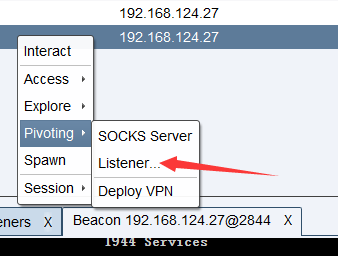 192.168.124.27
192.168.124.27
Interact
Access
Explore
Pivoting
SOCKS Server
Listener...
Spawn
Session
Deploy VPN
eners X Beacon 192.168.124.27@2844 X
1944 Services